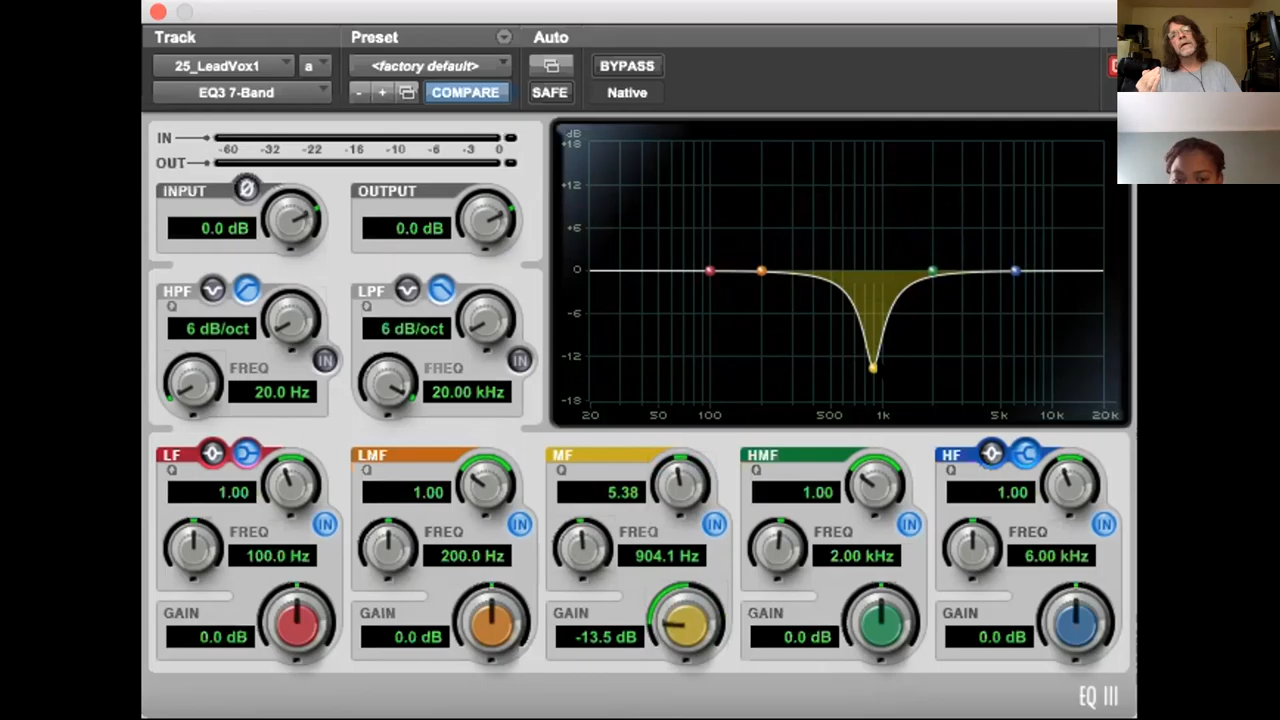 Track Preset Auto
25_LeadVox1 a <factory default> BYPASS
EQ3 7-Band - + COMPARE SAFE Native
IN
-60 -32 -22 -16 -10 -6 -3 0
OUT
INPUT Ø OUTPUT
0.0 dB 0.0 dB
HPF LPF
Q Q
6 dB/oct 6 dB/oct
IN IN
FREQ FREQ
20.0 Hz 20.00 kHz
dB
+18
+12
+6
0
-6
-12
-18
20 50 100 500 1k 5k 10k 20k
LF LMF MF HMF HF
Q Q Q Q Q
1.00 1.00 5.38 1.00 1.00
IN IN IN IN IN
FREQ FREQ FREQ FREQ FREQ
100.0 Hz 200.0 Hz 904.1 Hz 2.00 kHz 6.00 kHz
GAIN GAIN GAIN GAIN GAIN
0.0 dB 0.0 dB -13.5 dB 0.0 dB 0.0 dB
EQ III